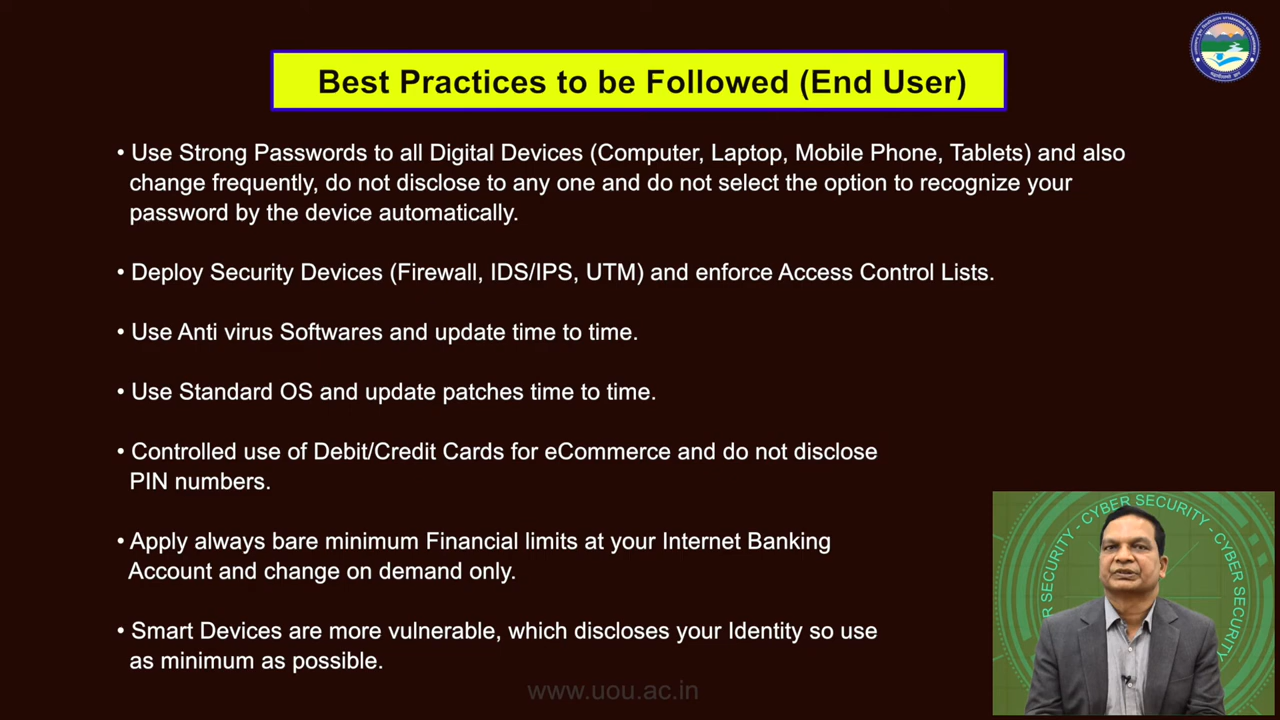 Best Practices to be Followed (End User)
• Use Strong Passwords to all Digital Devices (Computer, Laptop, Mobile Phone, Tablets) and also
change frequently, do not disclose to any one and do not select the option to recognize your
password by the device automatically.
• Deploy Security Devices (Firewall, IDS/IPS, UTM) and enforce Access Control Lists.
• Use Anti virus Softwares and update time to time.
• Use Standard OS and update patches time to time.
• Controlled use of Debit/Credit Cards for eCommerce and do not disclose
PIN numbers.
• Apply always bare minimum Financial limits at your Internet Banking
Account and change on demand only.
• Smart Devices are more vulnerable, which discloses your Identity so use
as minimum as possible.
SECURITY - CYBER SECURITY - CYBER SECURITY
www.uou.ac.in